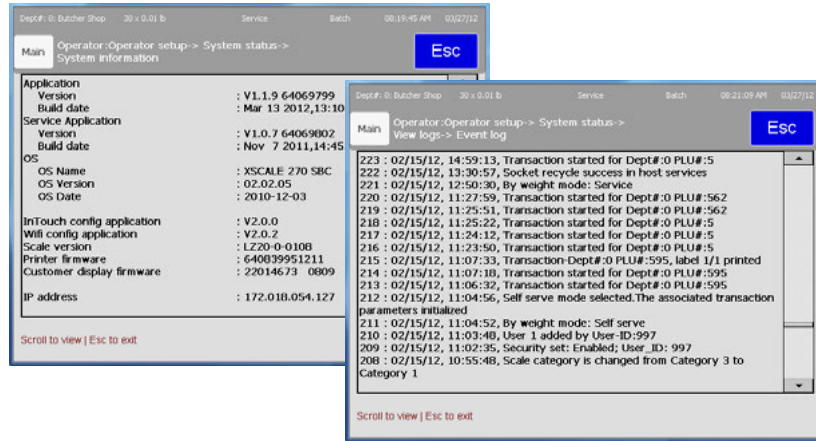 Dept#: 0: Butcher Shop 30 x 0.01 lb Service Batch 00:19:45 AM 03/27/12
Main Operator:Operator setup-> System status-> Esc
System information
Application
Version : V1.1.9 64069799
Build date : Mar 13 2012,13:10
Service Application
Version : V1.0.7 64069802
Build date : Nov 7 2011,14:45
OS
OS Name : XSCALE 270 SBC
OS Version : 02.02.05
OS Date : 2010-12-03
InTouch config application : V2.0.0
Wifi config application : V2.0.2
Scale version : LZ20-0-0108
Printer firmware : 640839951211
Customer display firmware : 22014673 0809
IP address : 172.018.054.127
Scroll to view | Esc to exit
Dept#: 0: Butcher Shop 30 x 0.01 lb Service Batch 00:21:09 AM 03/27/12
Main Operator:Operator setup-> System status-> Esc
View logs-> Event log
223 : 02/15/12, 14:59:13, Transaction started for Dept#:0 PLU#:5
222 : 02/15/12, 13:30:57, Socket recycle success in host services
221 : 02/15/12, 12:50:30, By weight mode: Service
220 : 02/15/12, 11:27:59, Transaction started for Dept#:0 PLU#:562
219 : 02/15/12, 11:25:51, Transaction started for Dept#:0 PLU#:562
218 : 02/15/12, 11:25:22, Transaction started for Dept#:0 PLU#:5
217 : 02/15/12, 11:24:12, Transaction started for Dept#:0 PLU#:5
216 : 02/15/12, 11:23:50, Transaction started for Dept#:0 PLU#:5
215 : 02/15/12, 11:07:33, Transaction-Dept#:0 PLU#:595, label 1/1 printed
214 : 02/15/12, 11:07:18, Transaction started for Dept#:0 PLU#:595
213 : 02/15/12, 11:06:32, Transaction started for Dept#:0 PLU#:595
212 : 02/15/12, 11:04:56, Self serve mode selected.The associated transaction
parameters initialized
211 : 02/15/12, 11:04:52, By weight mode: Self serve
210 : 02/15/12, 11:03:48, User 1 added by User-ID:997
209 : 02/15/12, 11:02:35, Security set: Enabled; User_ID: 997
208 : 02/15/12, 10:55:48, Scale category is changed from Category 3 to
Category 1
Scroll to view | Esc to exit